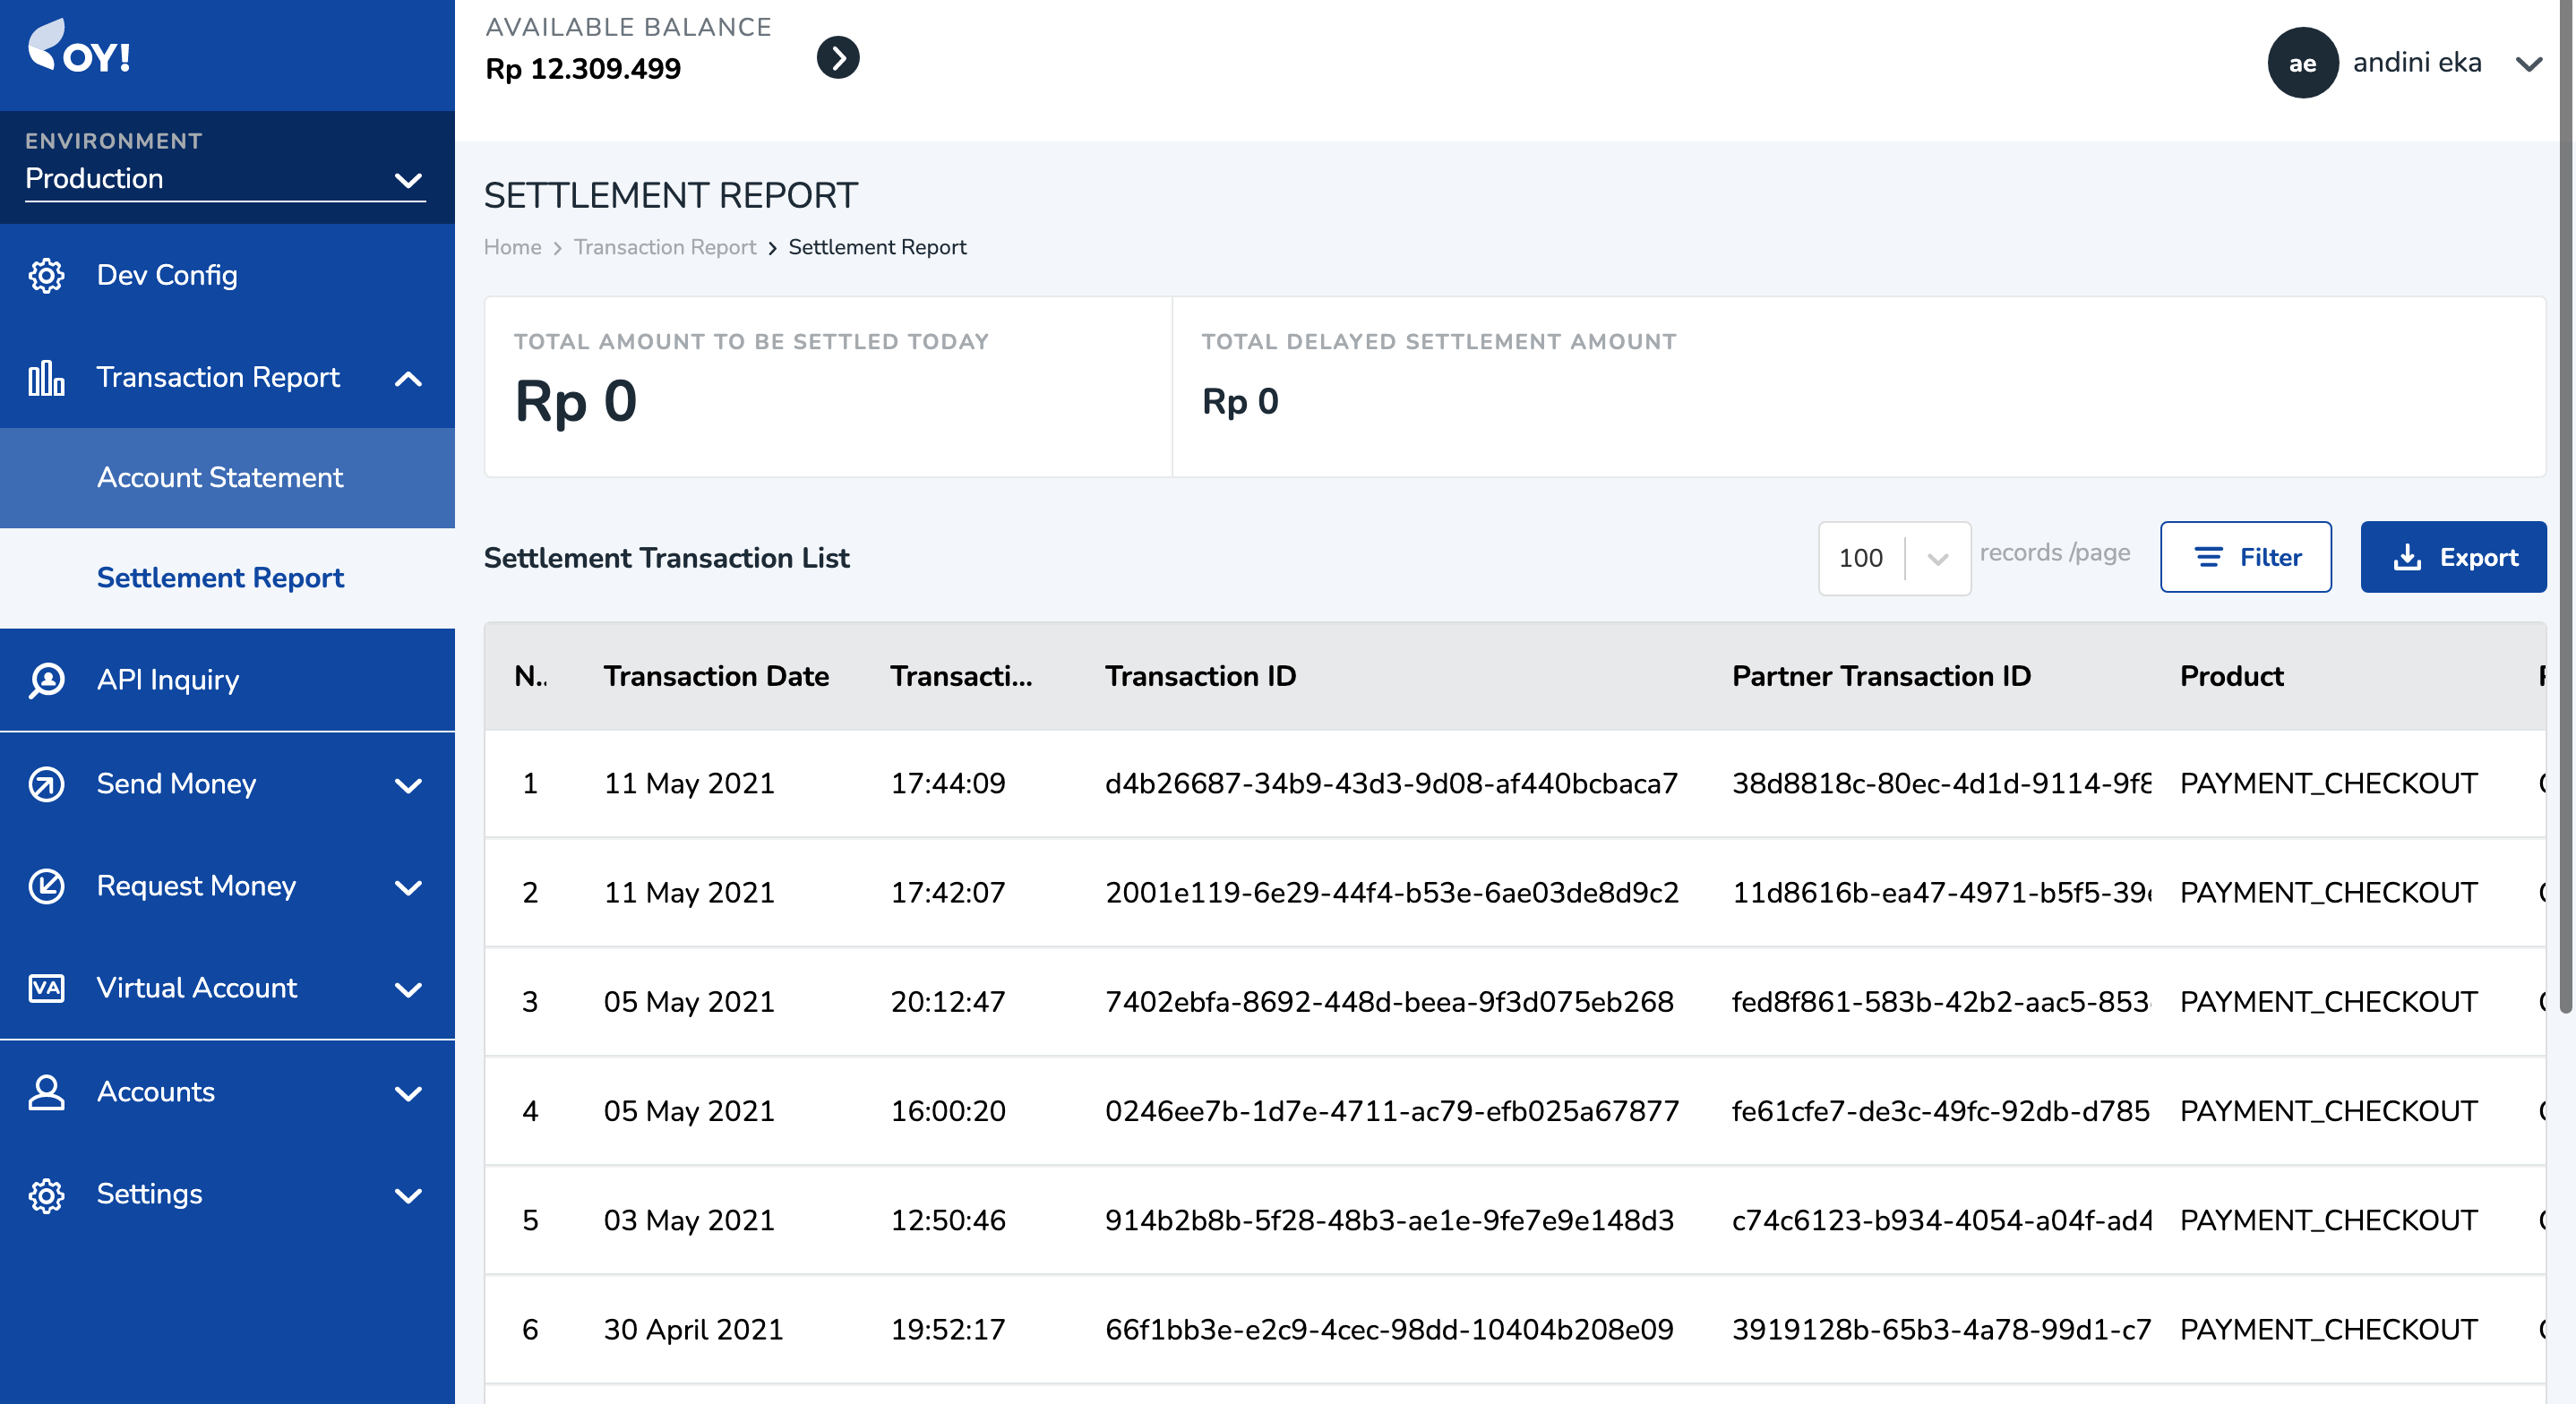 OY!
ENVIRONMENT
Production
Dev Config
Transaction Report
Account Statement
Settlement Report
API Inquiry
Send Money
Request Money
VA Virtual Account
Accounts
Settings
AVAILABLE BALANCE
Rp 12.309.499
ae andini eka
SETTLEMENT REPORT
Home > Transaction Report > Settlement Report
TOTAL AMOUNT TO BE SETTLED TODAY
Rp 0
TOTAL DELAYED SETTLEMENT AMOUNT
Rp 0
Settlement Transaction List
100 records /page Filter Export
N.. Transaction Date Transacti... Transaction ID Partner Transaction ID Product
1 11 May 2021 17:44:09 d4b26687-34b9-43d3-9d08-af440bcbaca7 38d8818c-80ec-4d1d-9114-9f8 PAYMENT_CHECKOUT
2 11 May 2021 17:42:07 2001e119-6e29-44f4-b53e-6ae03de8d9c2 11d8616b-ea47-4971-b5f5-39 PAYMENT_CHECKOUT
3 05 May 2021 20:12:47 7402ebfa-8692-448d-beea-9f3d075eb268 fed8f861-583b-42b2-aac5-853 PAYMENT_CHECKOUT
4 05 May 2021 16:00:20 0246ee7b-1d7e-4711-ac79-efb025a67877 fe61cfe7-de3c-49fc-92db-d785 PAYMENT_CHECKOUT
5 03 May 2021 12:50:46 914b2b8b-5f28-48b3-ae1e-9fe7e9e148d3 c74c6123-b934-4054-a04f-ad4 PAYMENT_CHECKOUT
6 30 April 2021 19:52:17 66f1bb3e-e2c9-4cec-98dd-10404b208e09 3919128b-65b3-4a78-99d1-c7 PAYMENT_CHECKOUT